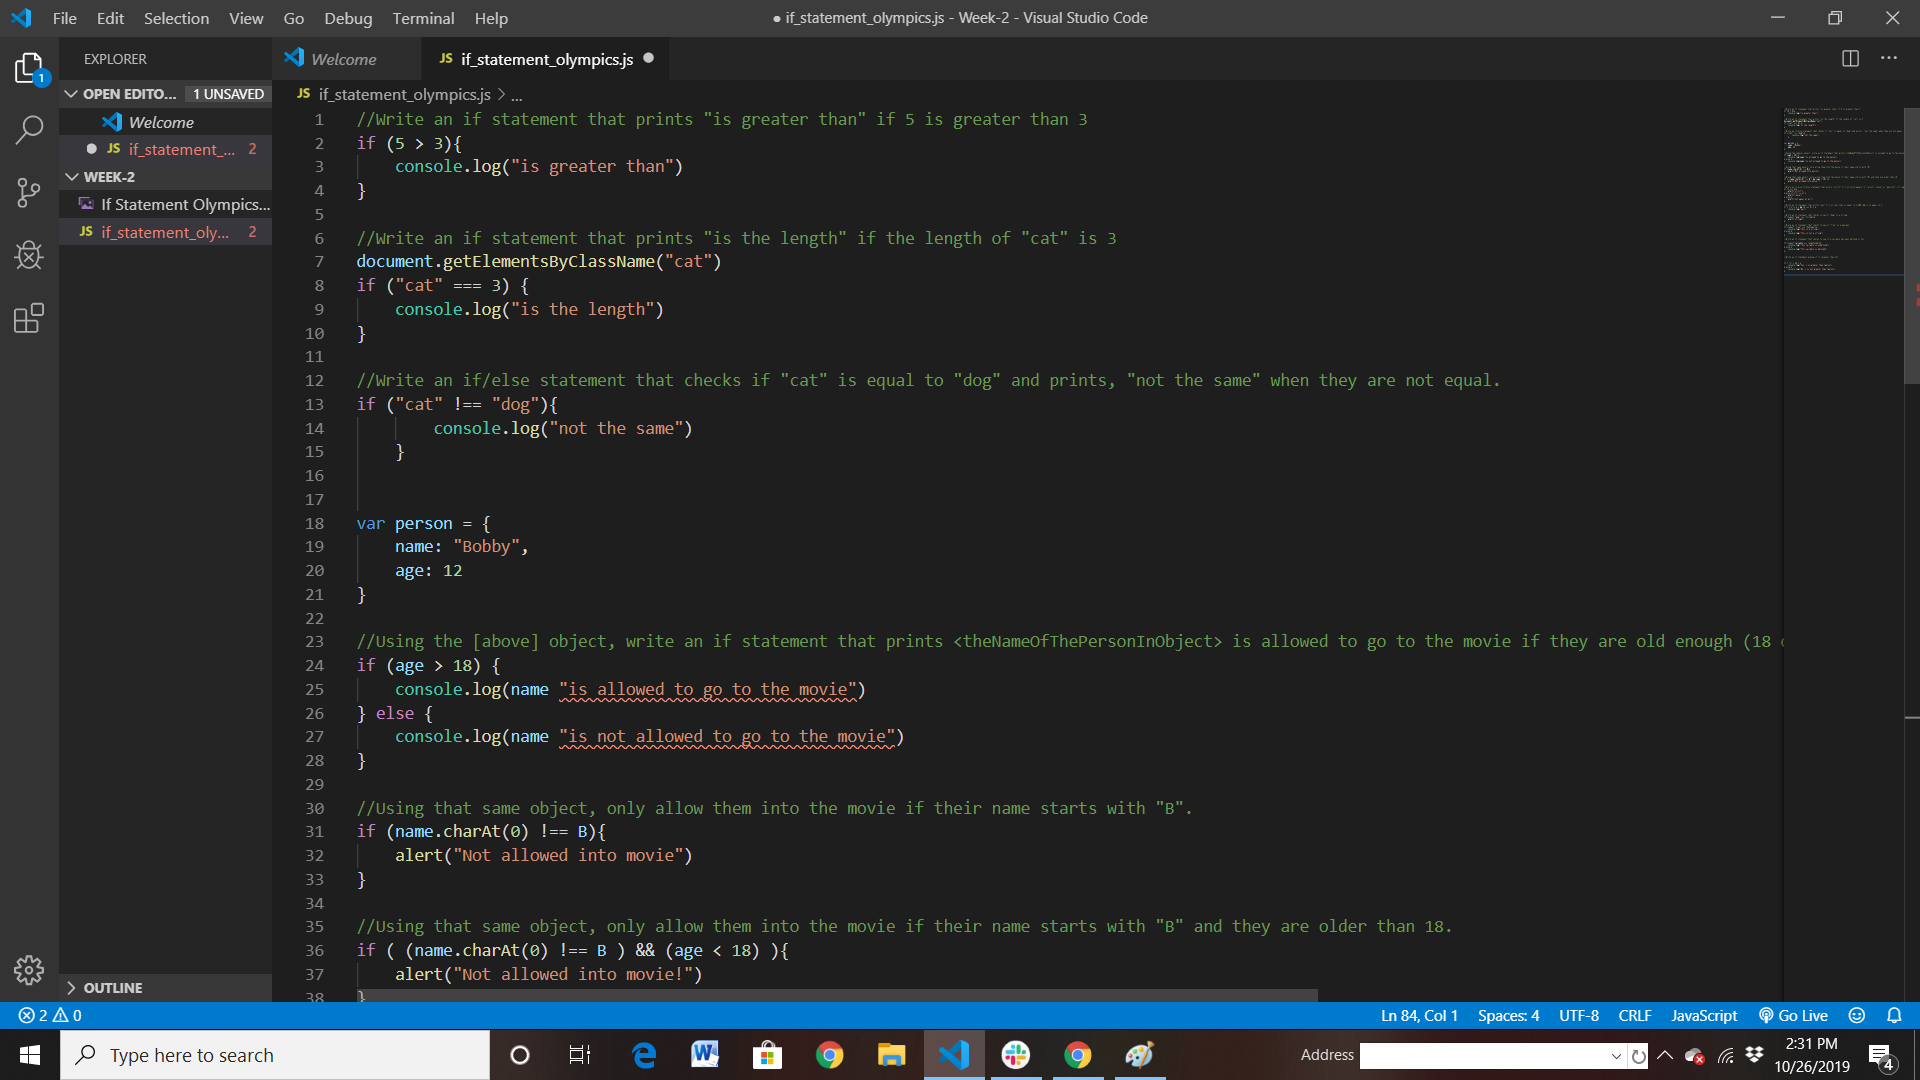 File Edit Selection View Go Debug Terminal Help
● if_statement_olympics.js - Week-2 - Visual Studio Code
EXPLORER
OPEN EDITO... 1 UNSAVED
Welcome
JS if_statement_... 2
WEEK-2
If Statement Olympics...
JS if_statement_oly... 2
OUTLINE
1
Welcome
JS if_statement_olympics.js
JS if_statement_olympics.js > ...
1 //Write an if statement that prints "is greater than" if 5 is greater than 3
2 if (5 > 3){
3 console.log("is greater than")
4 }
5
6 //Write an if statement that prints "is the length" if the length of "cat" is 3
7 document.getElementsByClassName("cat")
8 if ("cat" === 3) {
9 console.log("is the length")
10 }
11
12 //Write an if/else statement that checks if "cat" is equal to "dog" and prints, "not the same" when they are not equal.
13 if ("cat" !== "dog"){
14 console.log("not the same")
15 }
16
17
18 var person = {
19 name: "Bobby",
20 age: 12
21 }
22
23 //Using the [above] object, write an if statement that prints <theNameOfThePersonInObject> is allowed to go to the movie if they are old enough (18
24 if (age > 18) {
25 console.log(name "is allowed to go to the movie")
26 } else {
27 console.log(name "is not allowed to go to the movie")
28 }
29
30 //Using that same object, only allow them into the movie if their name starts with "B".
31 if (name.charAt(0) !== B){
32 alert("Not allowed into movie")
33 }
34
35 //Using that same object, only allow them into the movie if their name starts with "B" and they are older than 18.
36 if ( (name.charAt(0) !== B ) && (age < 18) ){
37 alert("Not allowed into movie!")
38 }
2 0
Ln 84, Col 1 Spaces: 4 UTF-8 CRLF JavaScript Go Live
Type here to search
Address
2:31 PM
10/26/2019
4